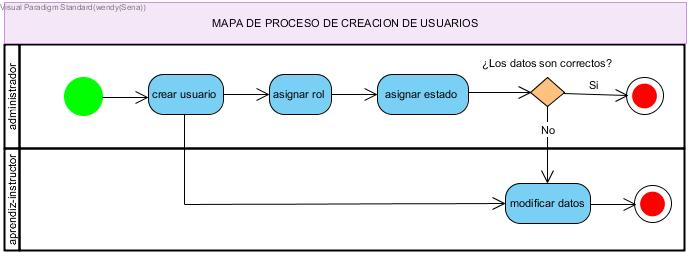 Visual Paradigm Standard(wendy(Sena))
MAPA DE PROCESO DE CREACION DE USUARIOS
administrador
¿Los datos son correctos?
crear usuario
asignar rol
asignar estado
Si
No
aprendiz-instructor
modificar datos